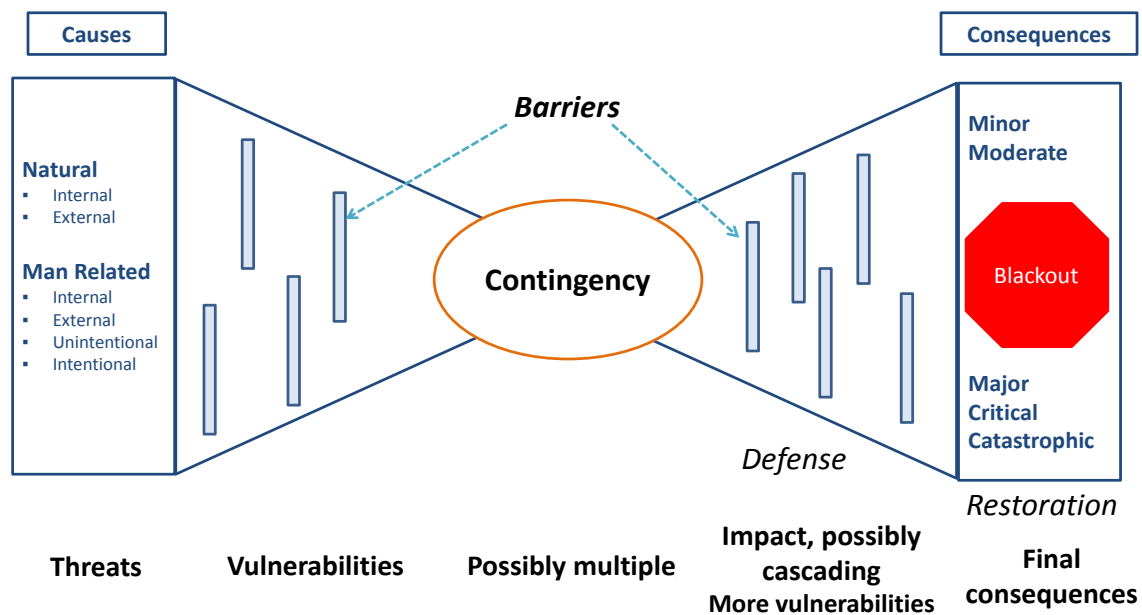 Causes
Consequences
Barriers
Natural
▪ Internal
▪ External
Man Related
▪ Internal
▪ External
▪ Unintentional
▪ Intentional
Contingency
Minor
Moderate
Blackout
Major
Critical
Catastrophic
Defense
Restoration
Threats
Vulnerabilities
Possibly multiple
Impact, possibly
cascading
More vulnerabilities
Final
consequences